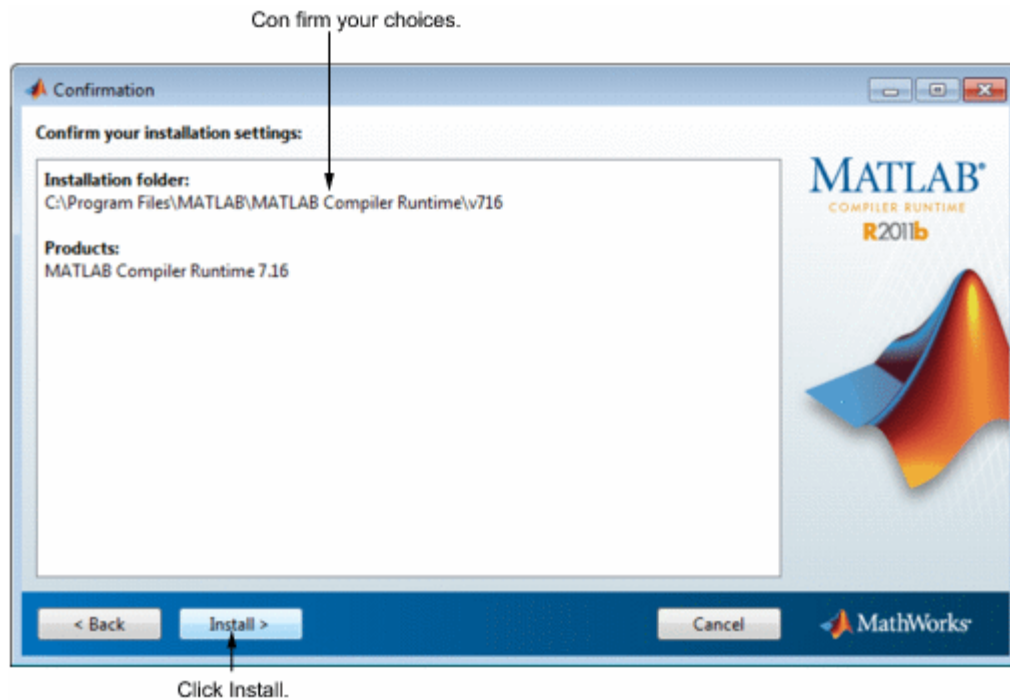 Con firm your choices.
Confirmation
Confirm your installation settings:
Installation folder:
C:\Program Files\MATLAB\MATLAB Compiler Runtime\v716
Products:
MATLAB Compiler Runtime 7.16
MATLAB®
COMPILER RUNTIME
R2011b
< Back
Install >
Cancel
MathWorks®
Click Install.